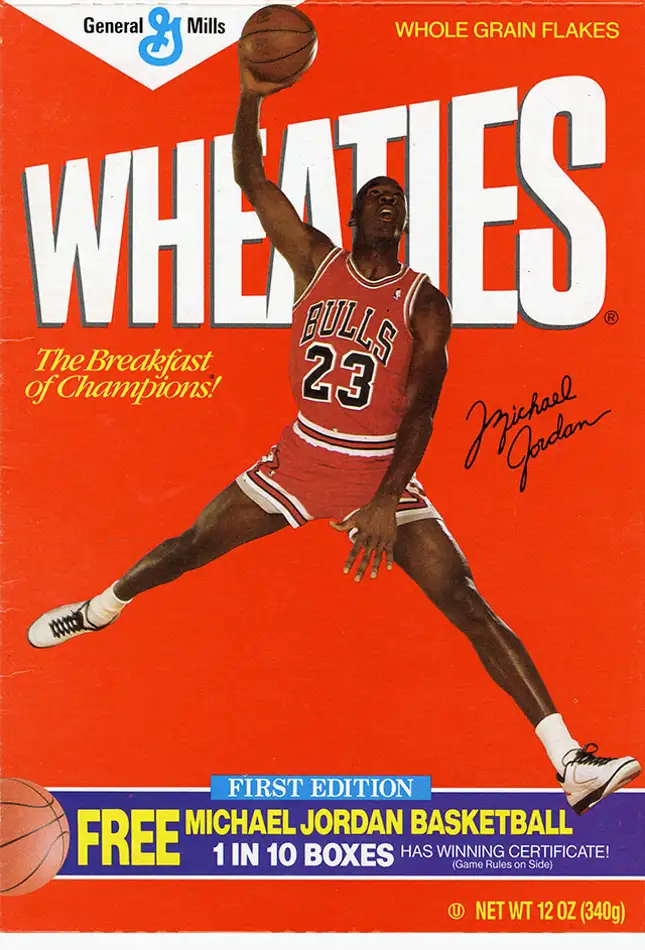 General G Mills
WHOLE GRAIN FLAKES
WHEATIES®
The Breakfast
of Champions!®
BULLS
23
Michael
Jordan
FIRST EDITION
FREE MICHAEL JORDAN BASKETBALL
1 IN 10 BOXES HAS WINNING CERTIFICATE!
(Game Rules on Side)
Ⓤ NET WT 12 OZ (340g)